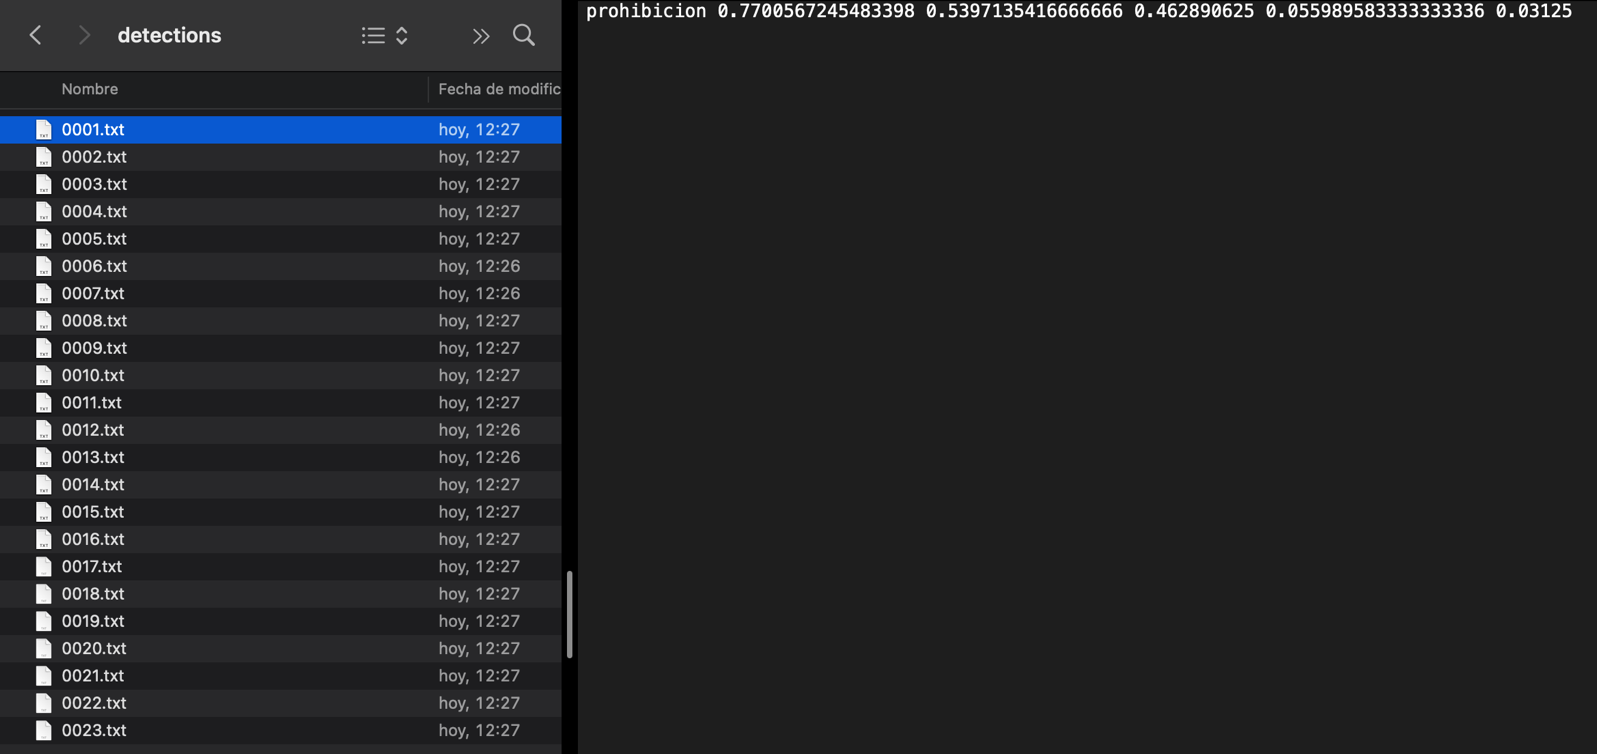 detections
Nombre
Fecha de modific
0001.txt hoy, 12:27
0002.txt hoy, 12:27
0003.txt hoy, 12:27
0004.txt hoy, 12:27
0005.txt hoy, 12:27
0006.txt hoy, 12:26
0007.txt hoy, 12:26
0008.txt hoy, 12:27
0009.txt hoy, 12:27
0010.txt hoy, 12:27
0011.txt hoy, 12:27
0012.txt hoy, 12:26
0013.txt hoy, 12:26
0014.txt hoy, 12:27
0015.txt hoy, 12:27
0016.txt hoy, 12:27
0017.txt hoy, 12:27
0018.txt hoy, 12:27
0019.txt hoy, 12:27
0020.txt hoy, 12:27
0021.txt hoy, 12:27
0022.txt hoy, 12:27
0023.txt hoy, 12:27
prohibicion 0.7700567245483398 0.5397135416666666 0.462890625 0.055989583333333336 0.03125